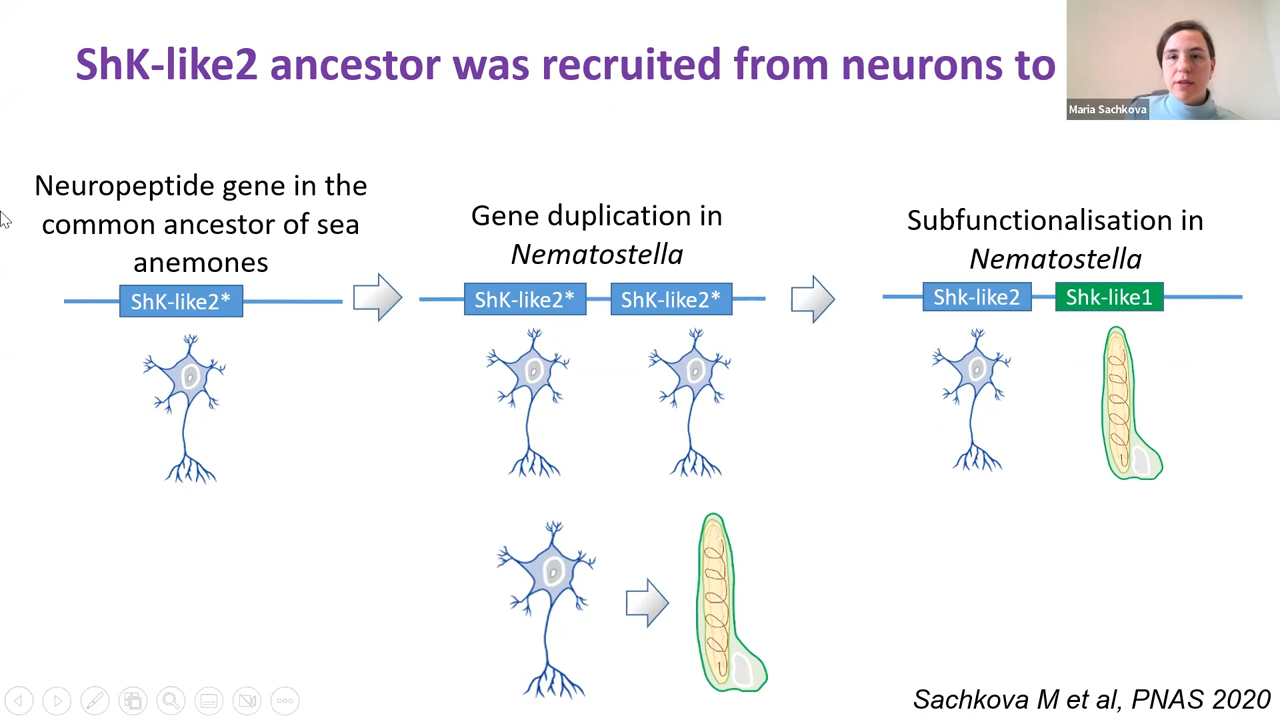 ShK-like2 ancestor was recruited from neurons to
Maria Sachkova
Neuropeptide gene in the
common ancestor of sea
anemones
Gene duplication in
Nematostella
Subfunctionalisation in
Nematostella
ShK-like2*
ShK-like2*
ShK-like2*
Shk-like2
Shk-like1
Sachkova M et al, PNAS 2020